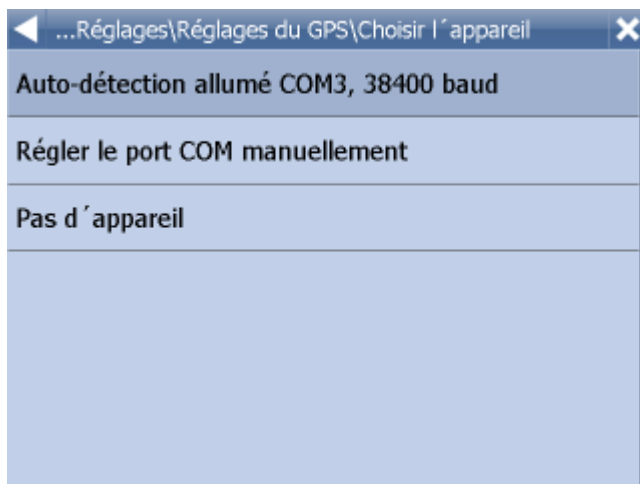 ...Réglages\Réglages du GPS\Choisir l´appareil
Auto-détection allumé COM3, 38400 baud
Régler le port COM manuellement
Pas d´appareil